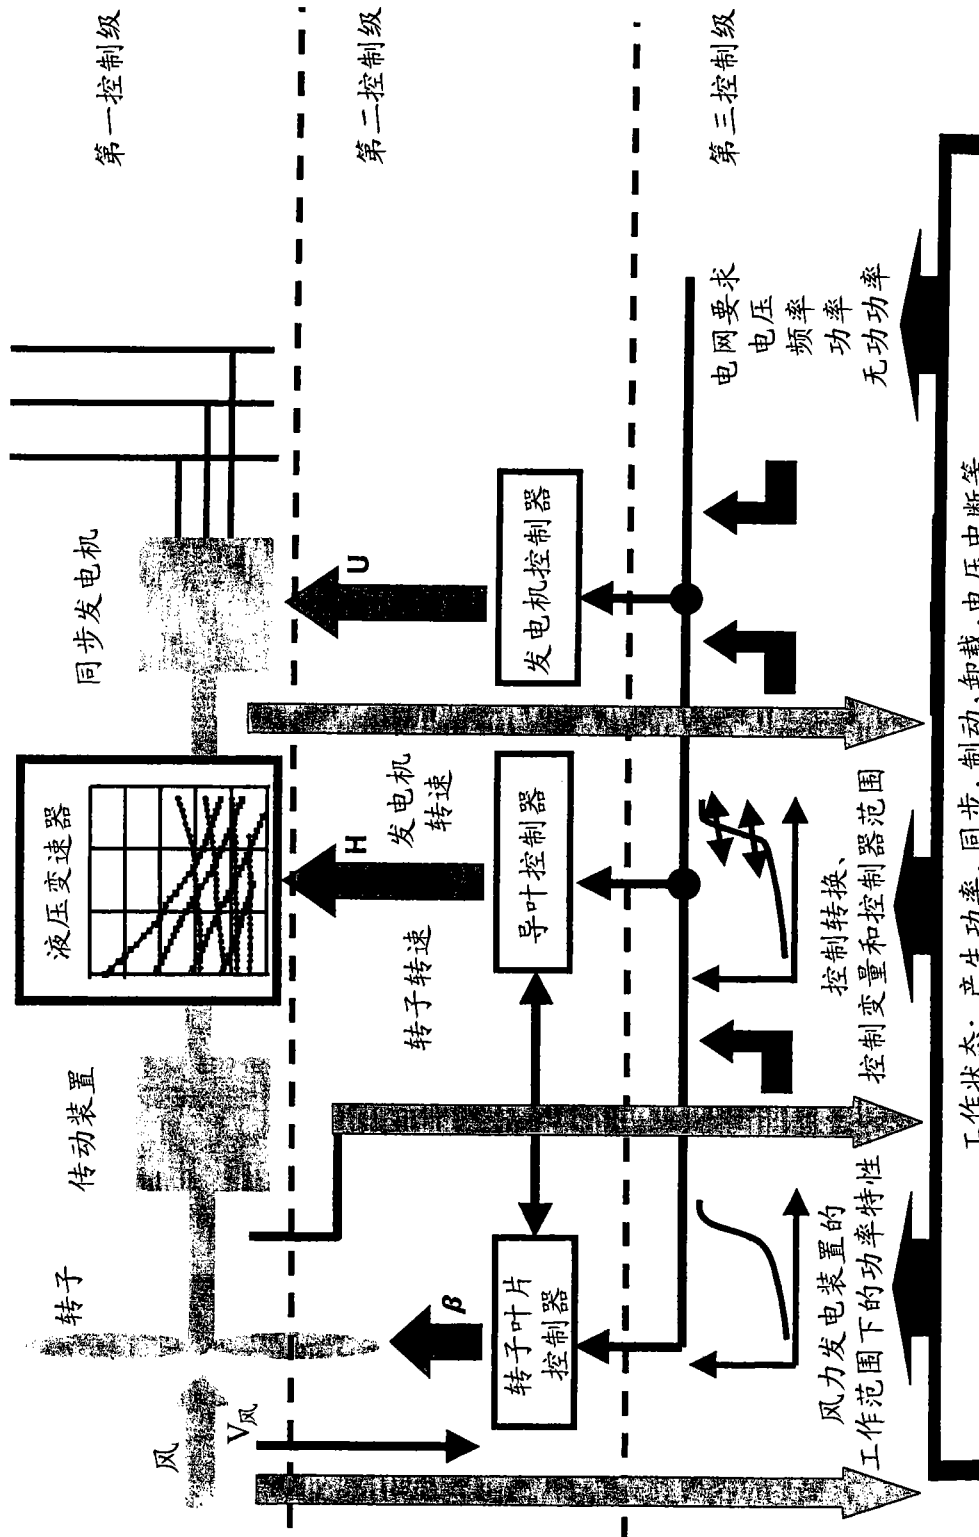 第一控制级
第二控制级
第三控制级
风
V风
转子
传动装置
液压变速器
同步发电机
β
H
U
转子转速
发电机
转速
转子叶片
控制器
导叶控制器
发电机控制器
风力发电装置的
工作范围下的功率特性
控制转换、
控制变量和控制器范围
电网要求
电压
频率
功率
无功功率
工作状态：产生功率，同步，制动，卸载，电压中断等